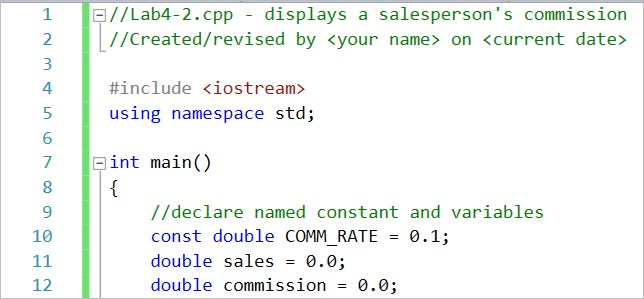 1 //Lab4-2.cpp - displays a salesperson's commission
2 //Created/revised by <your name> on <current date>
3
4 #include <iostream>
5 using namespace std;
6
7 int main()
8 {
9 //declare named constant and variables
10 const double COMM_RATE = 0.1;
11 double sales = 0.0;
12 double commission = 0.0;